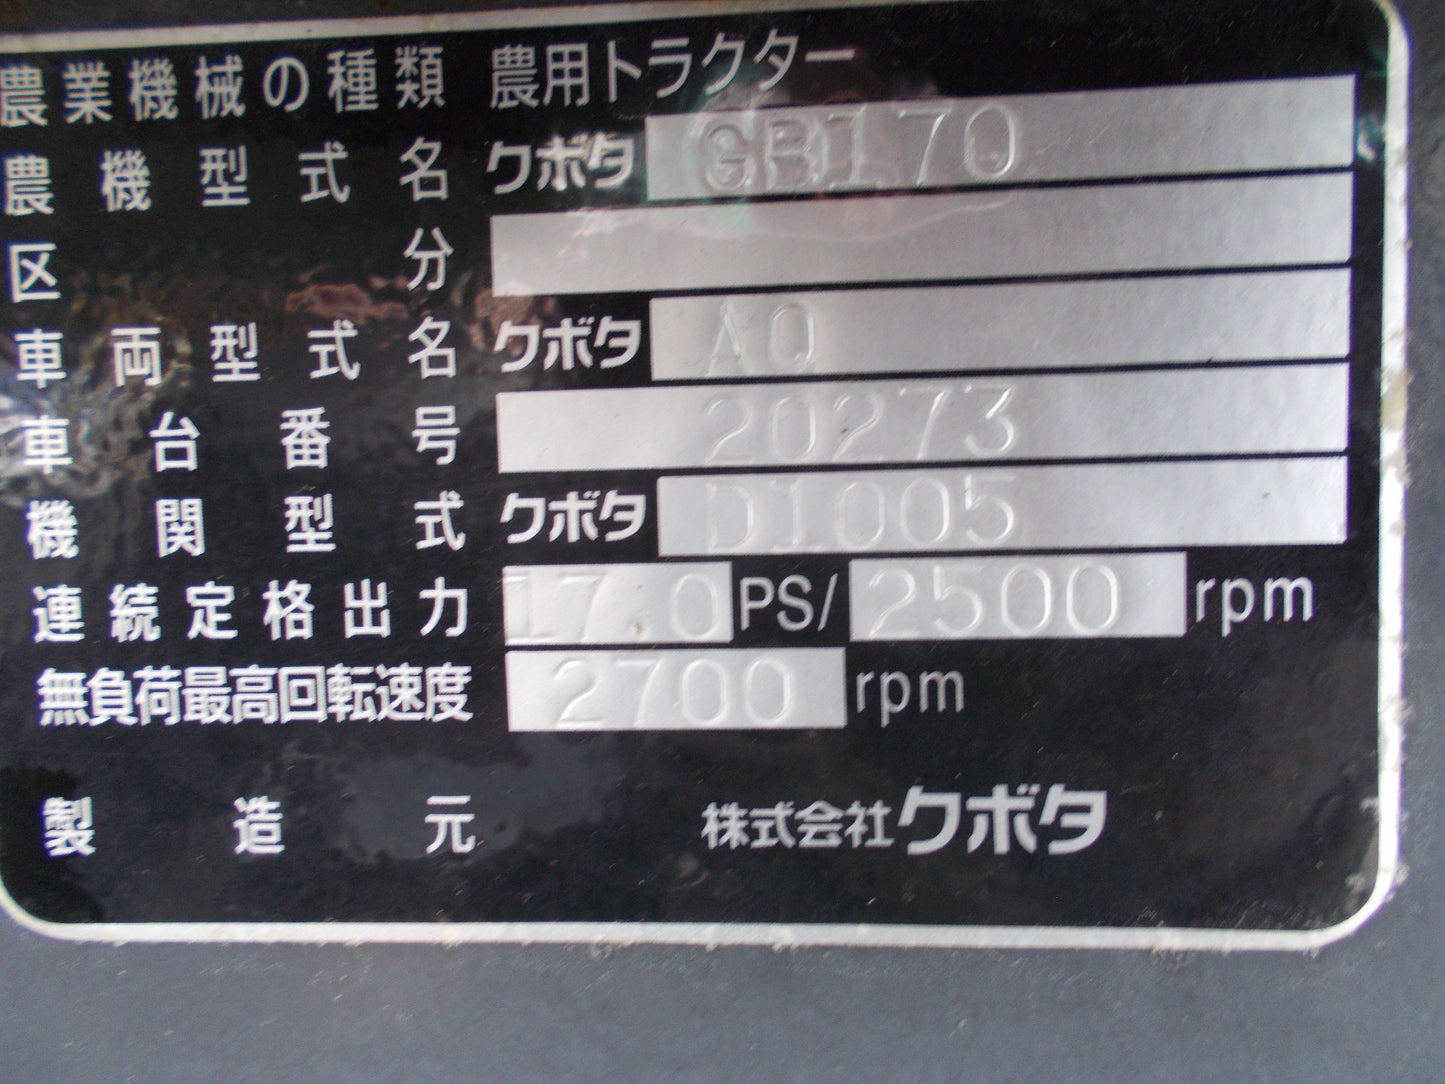 農業機械の種類 農用トラクター
農機型式名 クボタ GB170
区分
車両型式名 クボタ AQ
車台番号 20273
機関型式 クボタ D1005
連続定格出力 17.0 PS/ 2500 rpm
無負荷最高回転速度 2700 rpm
製造元 株式会社クボタ